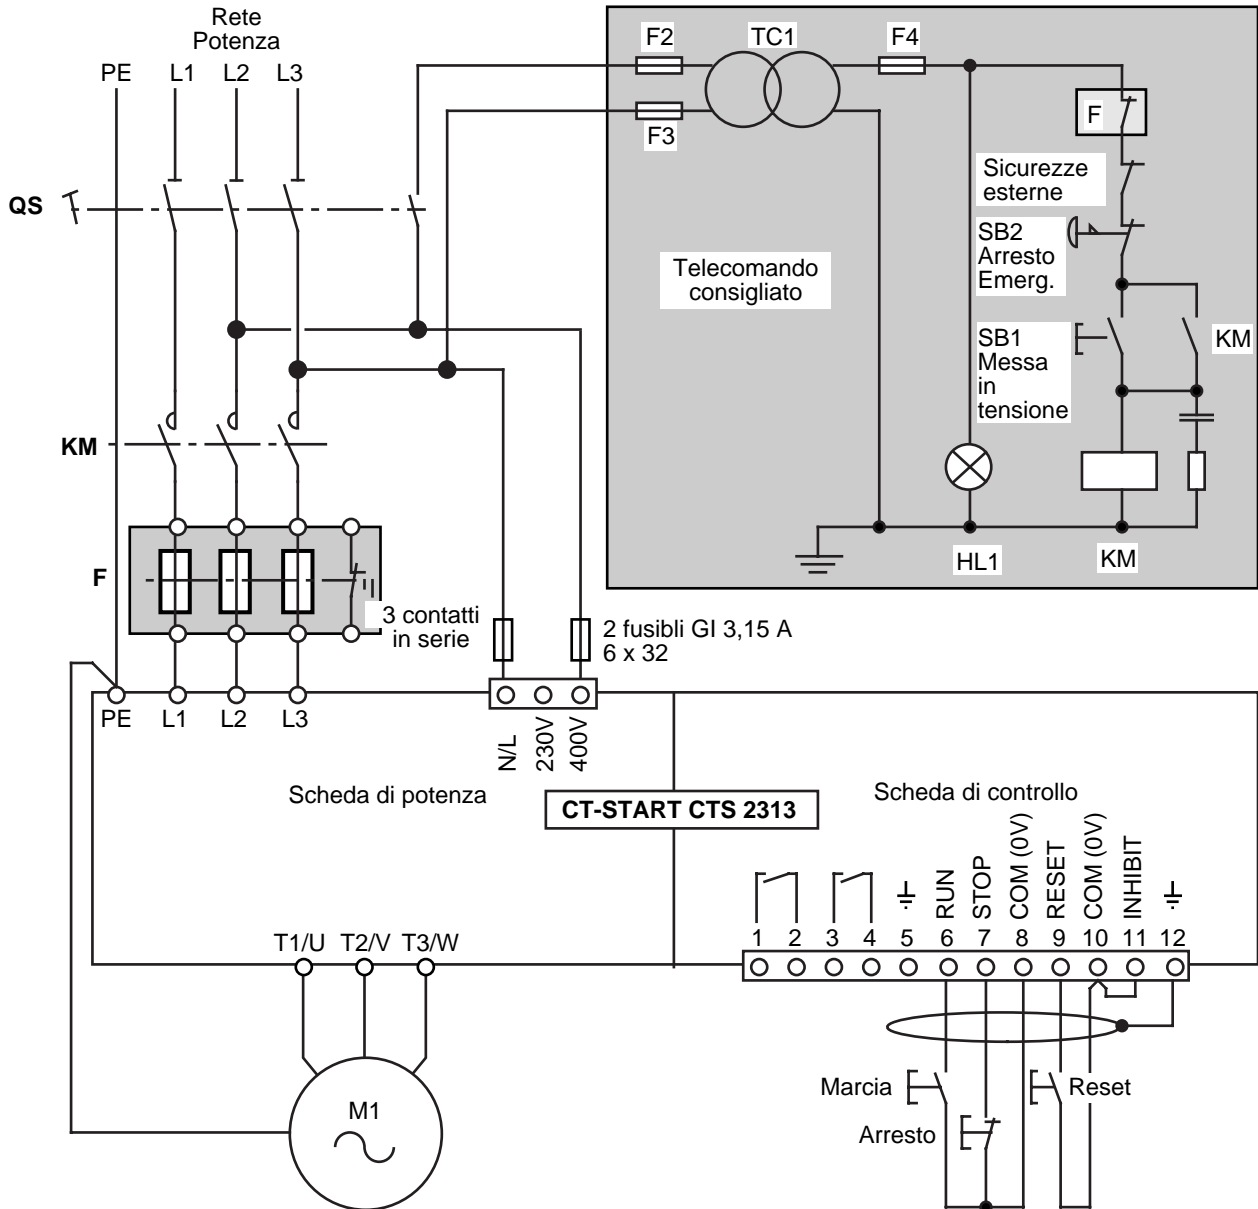 Rete
Potenza
PE L1 L2 L3
F2 TC1 F4
F3
F
QS
Sicurezze
esterne
SB2
Arresto
Emerg.
Telecomando
consigliato
SB1
Messa
in
tensione
KM
KM
HL1 KM
F
3 contatti
in serie
2 fusibli GI 3,15 A
6 x 32
PE L1 L2 L3
N/L
230V
400V
Scheda di potenza
CT-START CTS 2313
Scheda di controllo
RUN
STOP
COM (0V)
RESET
COM (0V)
INHIBIT
1 2 3 4 5 6 7 8 9 10 11 12
T1/U T2/V T3/W
M1
Marcia
Reset
Arresto